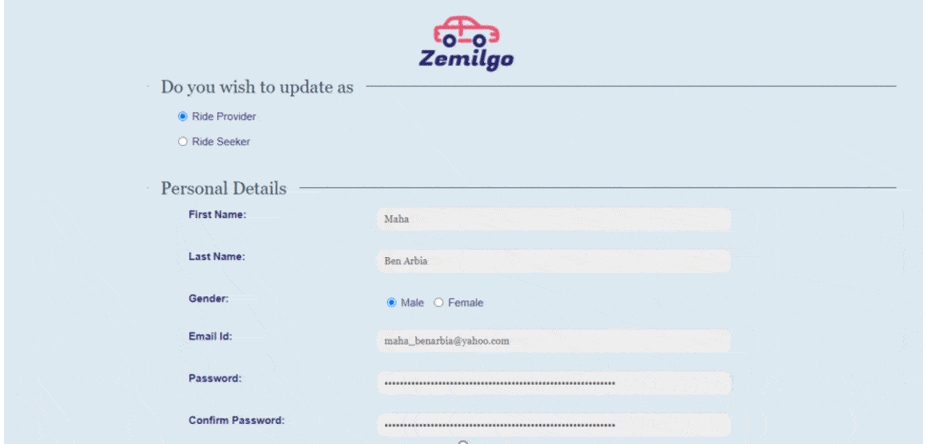 Zemilgo
Do you wish to update as
Ride Provider
Ride Seeker
Personal Details
First Name: Maha
Last Name: Ben Arbia
Gender: Male Female
Email Id: maha_benarbia@yahoo.com
Password:
Confirm Password: